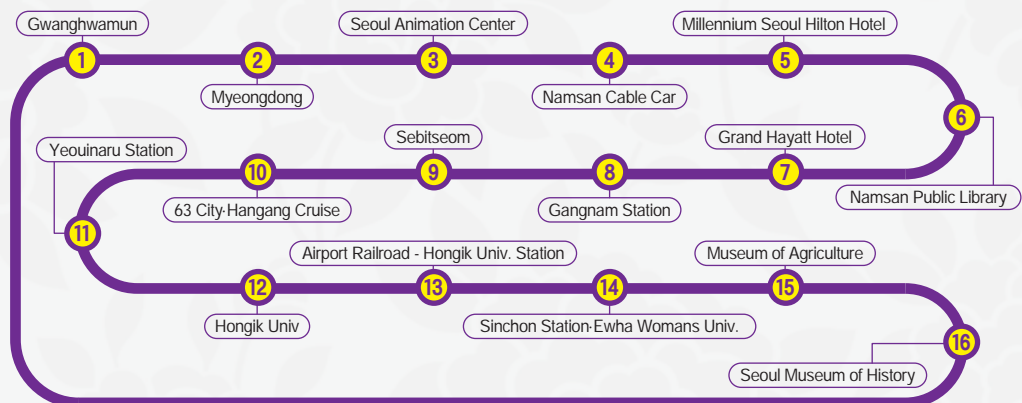 Gwanghwamun
Seoul Animation Center
Millennium Seoul Hilton Hotel
1
2
3
4
5
Myeongdong
Namsan Cable Car
6
Yeouinaru Station
Sebitseom
Grand Hayatt Hotel
10
9
8
7
63 City·Hangang Cruise
Gangnam Station
Namsan Public Library
11
Airport Railroad - Hongik Univ. Station
Museum of Agriculture
12
13
14
15
Hongik Univ
Sinchon Station·Ewha Womans Univ.
16
Seoul Museum of History